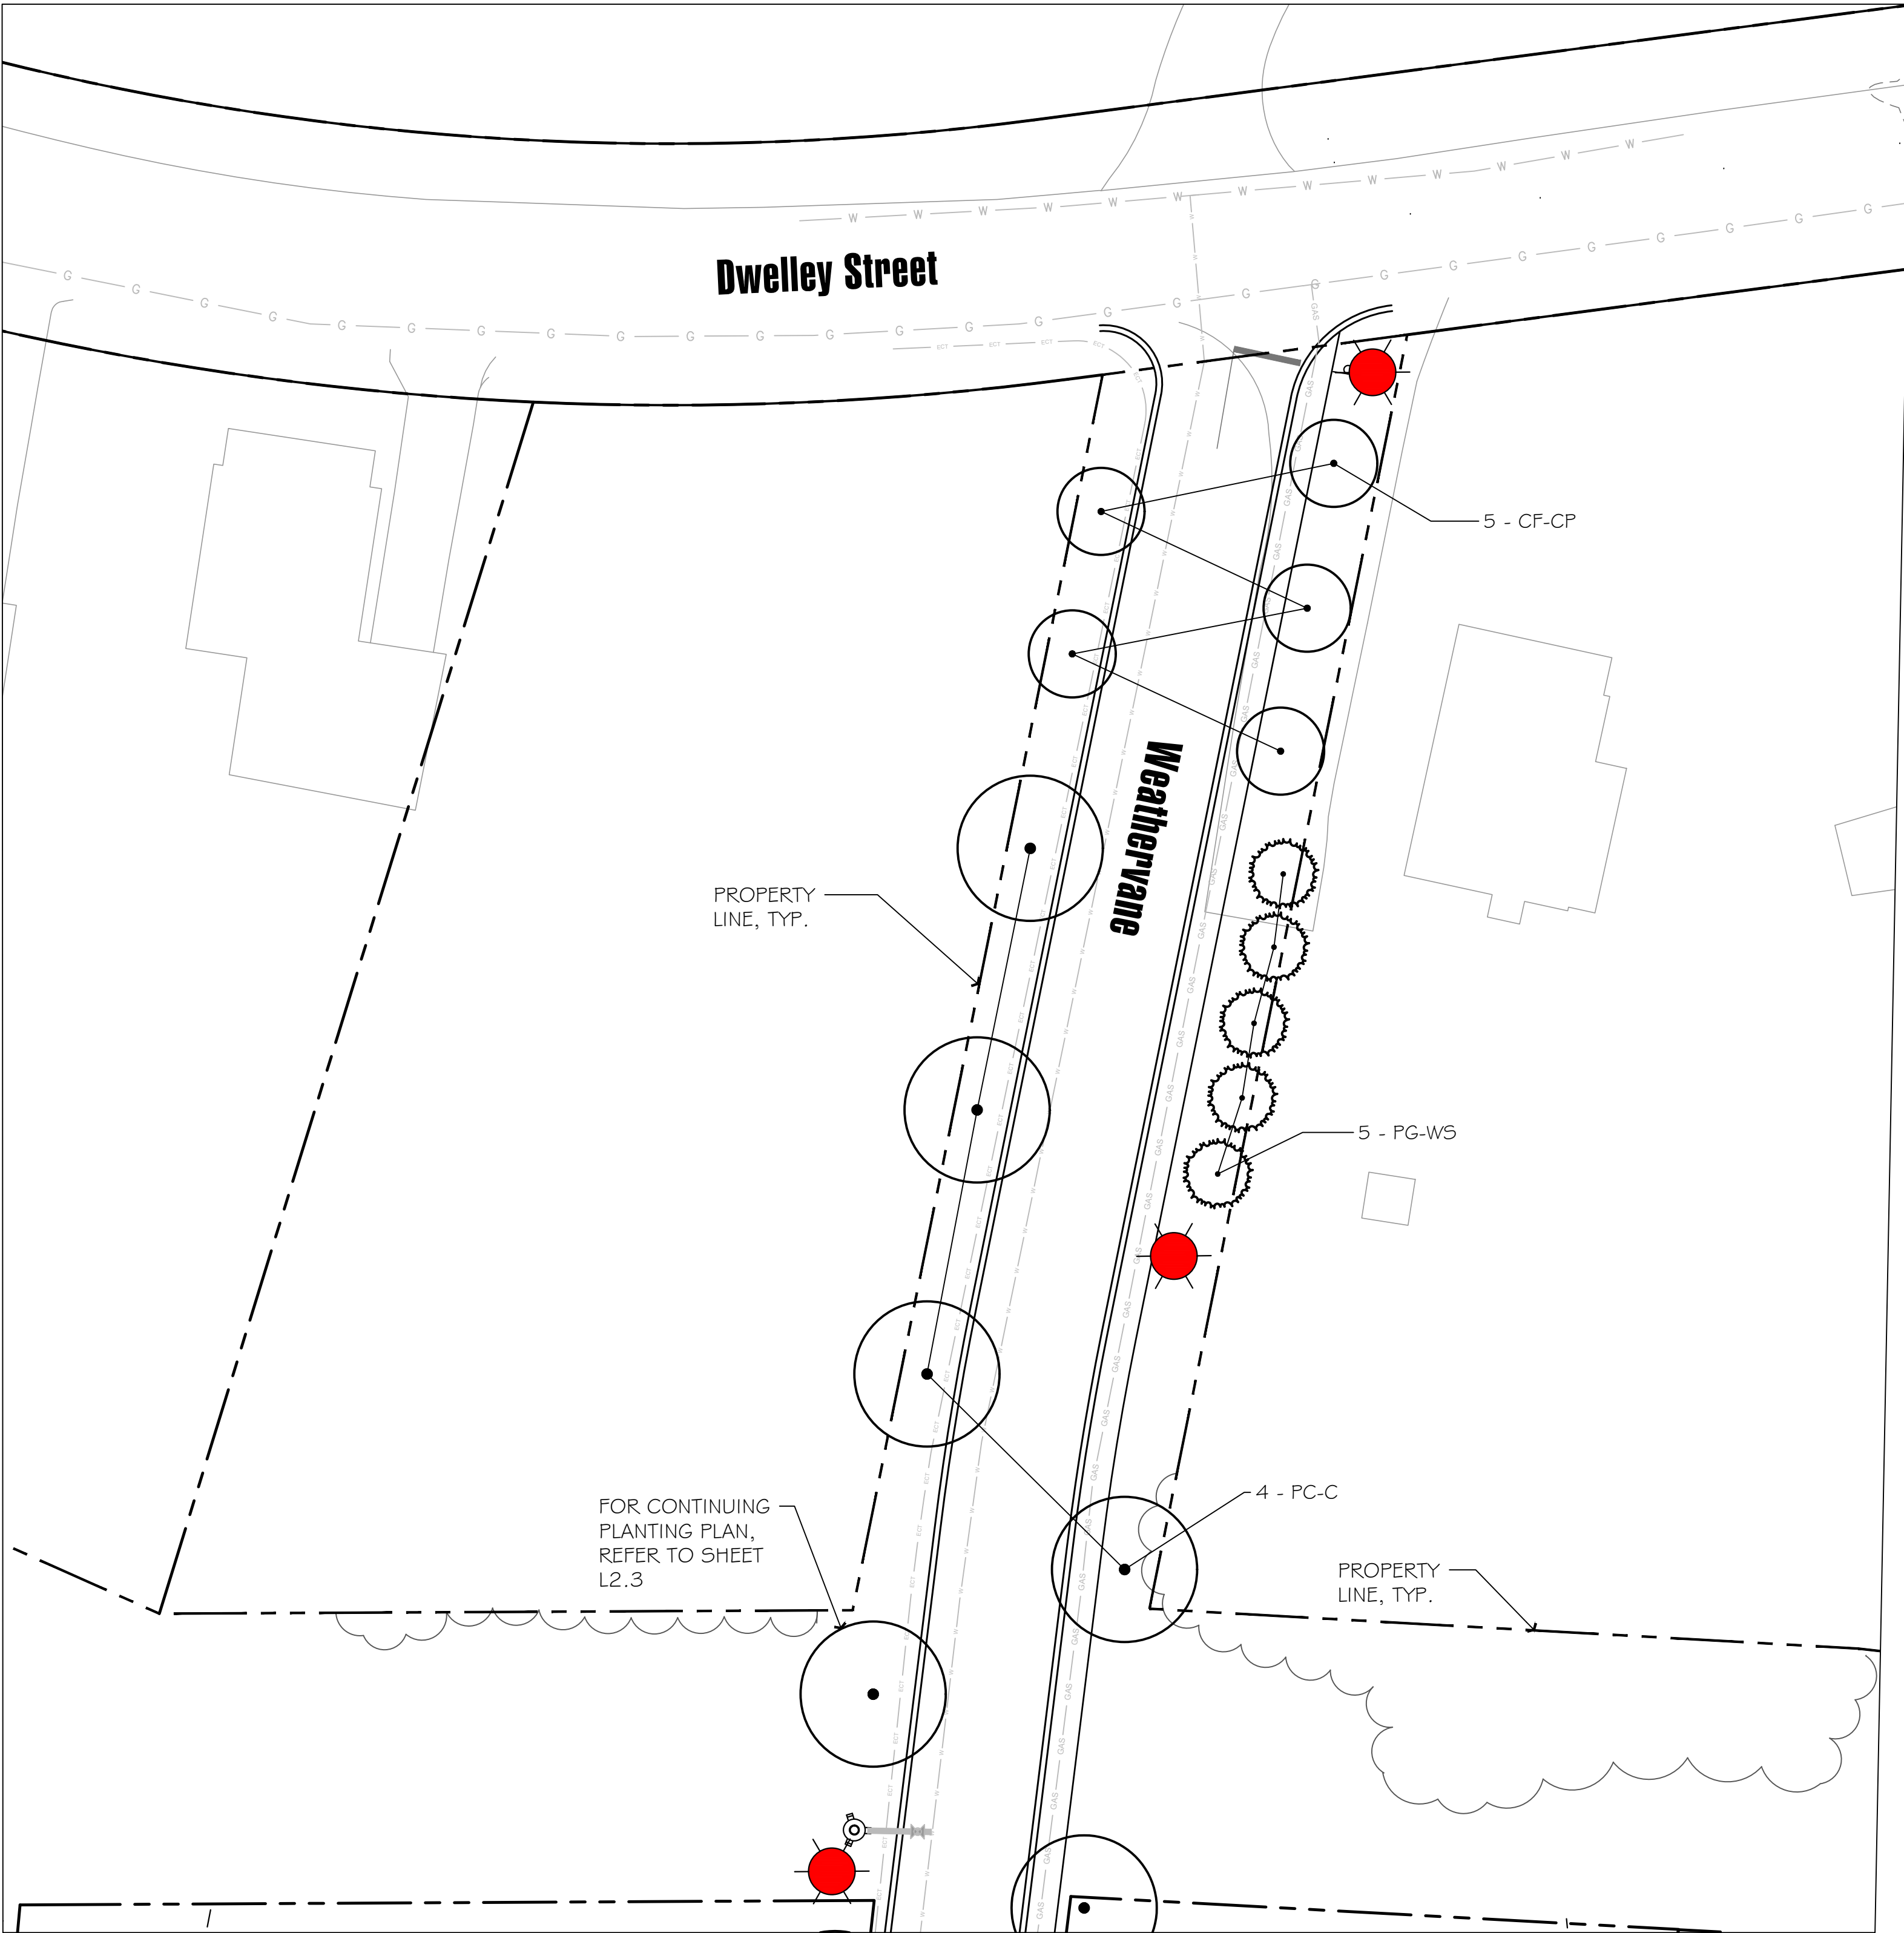 Dwelley Street
5 - CF-CP
Weathervane
PROPERTY
LINE, TYP.
5 - PG-WS
4 - PC-C
FOR CONTINUING
PLANTING PLAN,
REFER TO SHEET
L2.3
PROPERTY
LINE, TYP.